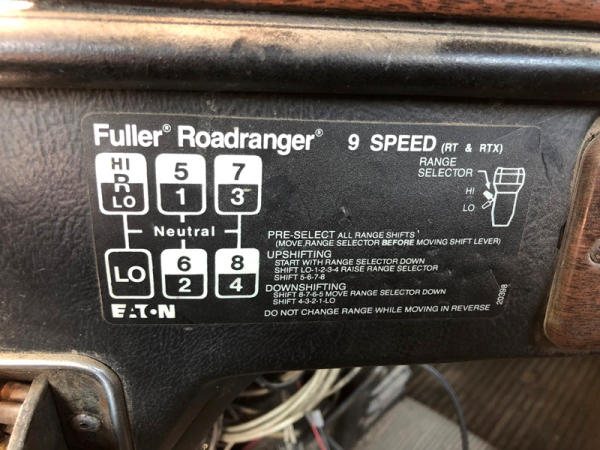 Fuller® Roadranger® 9 SPEED (RT & RTX)
HI R LO 5 1 7 3
RANGE SELECTOR
HI
LO
Neutral
LO 6 2 8 4
PRE-SELECT ALL RANGE SHIFTS
(MOVE RANGE SELECTOR BEFORE MOVING SHIFT LEVER)
UPSHIFTING
START WITH RANGE SELECTOR DOWN
SHIFT LO-1-2-3-4 RAISE RANGE SELECTOR
SHIFT 5-6-7-8
DOWNSHIFTING
SHIFT 8-7-6-5 MOVE RANGE SELECTOR DOWN
SHIFT 4-3-2-1-LO
EATON
DO NOT CHANGE RANGE WHILE MOVING IN REVERSE
20398